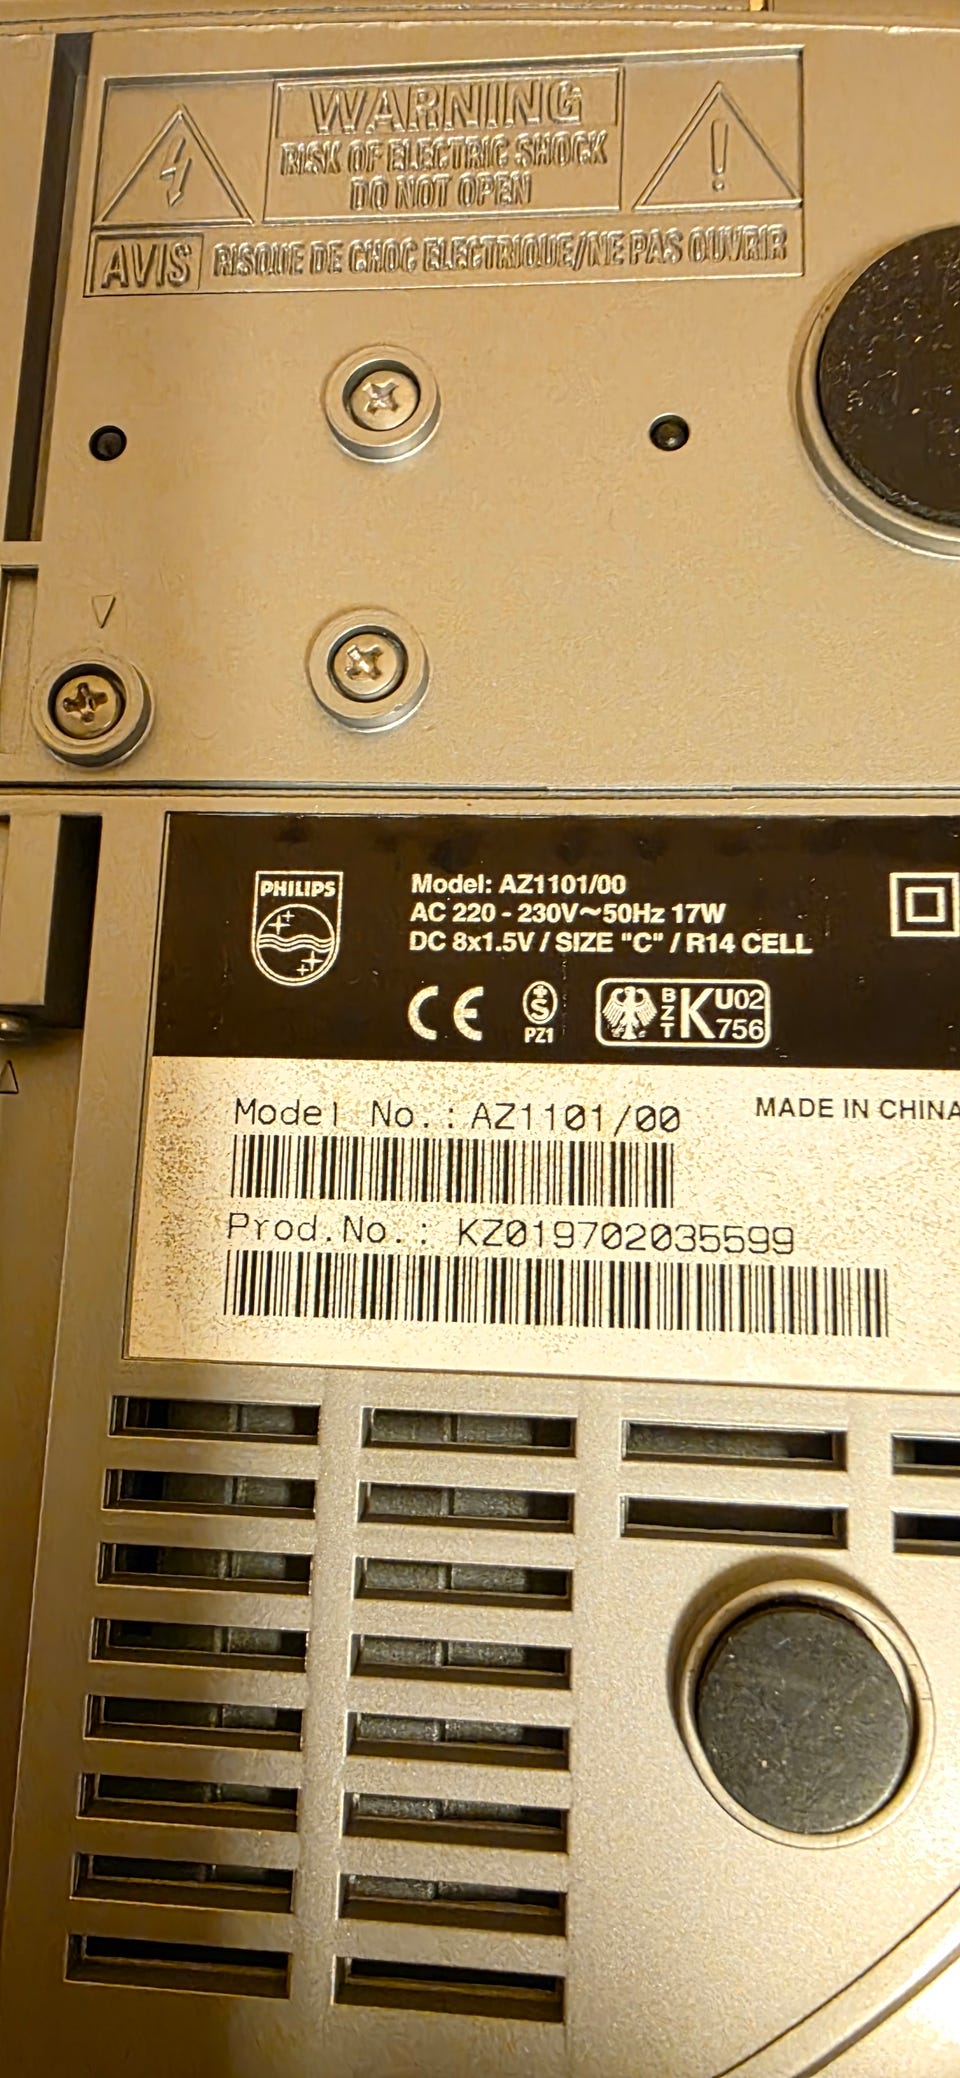 WARNING
RISK OF ELECTRIC SHOCK
DO NOT OPEN
AVIS RISQUE DE CHOC ELECTRIQUE/NE PAS OUVRIR
PHILIPS
Model: AZ1101/00
AC 220 - 230V~50Hz 17W
DC 8x1.5V / SIZE "C" / R14 CELL
CE
S
PZ1
BZT K U02 756
Model No.: AZ1101/00
MADE IN CHINA
Prod.No.: KZ019702035599